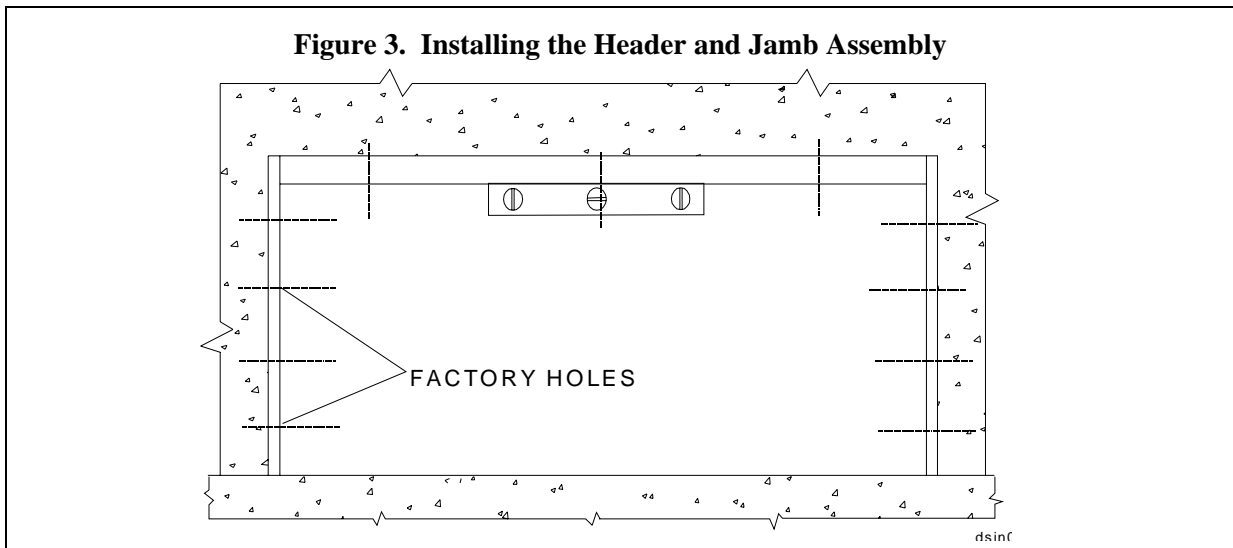 Figure 3. Installing the Header and Jamb Assembly
FACTORY HOLES